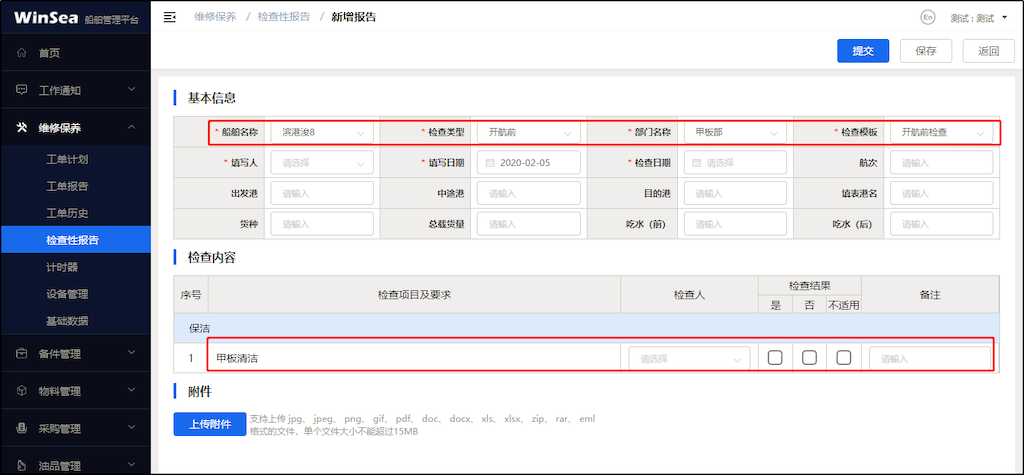 WinSea 船舶管理平台
维修保养 / 检查性报告 / 新增报告
En 测试 : 测试
首页
工作通知
维修保养
工单计划
工单报告
工单历史
检查性报告
计时器
设备管理
基础数据
备件管理
物料管理
采购管理
油品管理
提交 保存 返回
基本信息
* 船舶名称 滨港浚8 * 检查类型 开航前 * 部门名称 甲板部 * 检查模板 开航前检查
* 填写人 请选择 * 填写日期 2020-02-05 * 检查日期 请选择 航次 请输入
出发港 请输入 中途港 请输入 目的港 请输入 填表港名 请输入
货种 请输入 总载货量 请输入 吃水（前） 请输入 吃水（后） 请输入
检查内容
序号 检查项目及要求 检查人 检查结果 备注
是 否 不适用
保洁
1 甲板清洁 请选择 请输入
附件
上传附件
支持上传 jpg、 jpeg、 png、 gif、 pdf、 doc、 docx、 xls、 xlsx、 zip、 rar、 eml
格式的文件，单个文件大小不能超过15MB